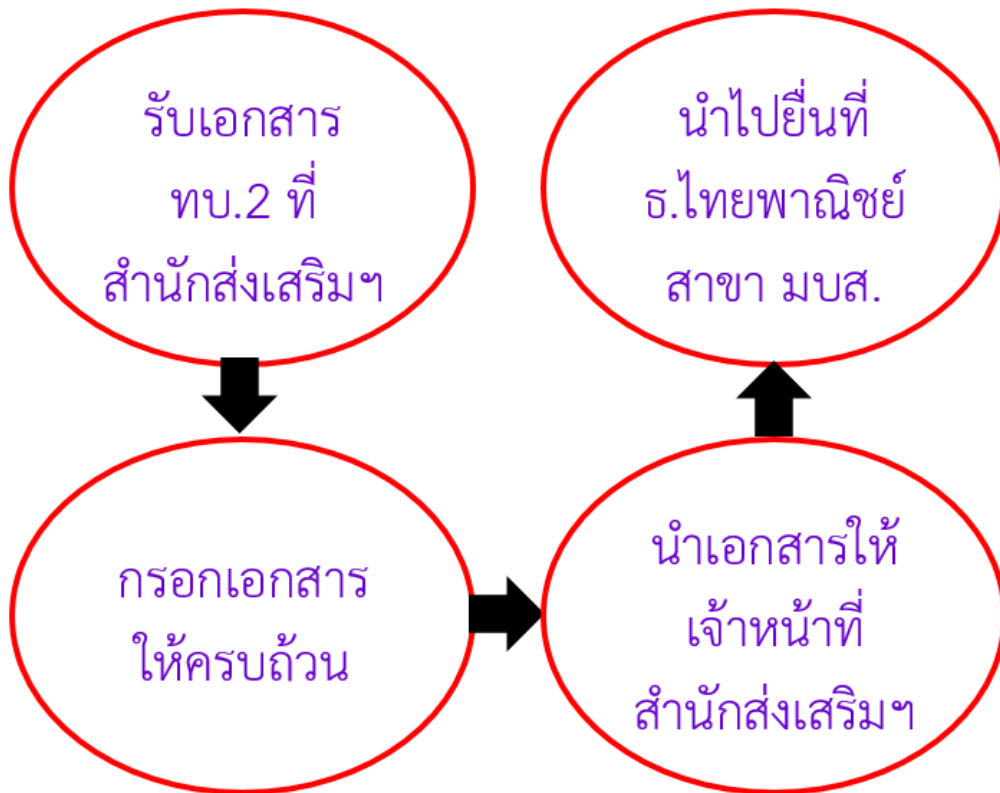 รับเอกสาร
ทบ.2 ที่
สำนักส่งเสริมฯ
กรอกเอกสาร
ให้ครบถ้วน
นำเอกสารให้
เจ้าหน้าที่
สำนักส่งเสริมฯ
นำไปยื่นที่
ธ.ไทยพาณิชย์
สาขา มบส.